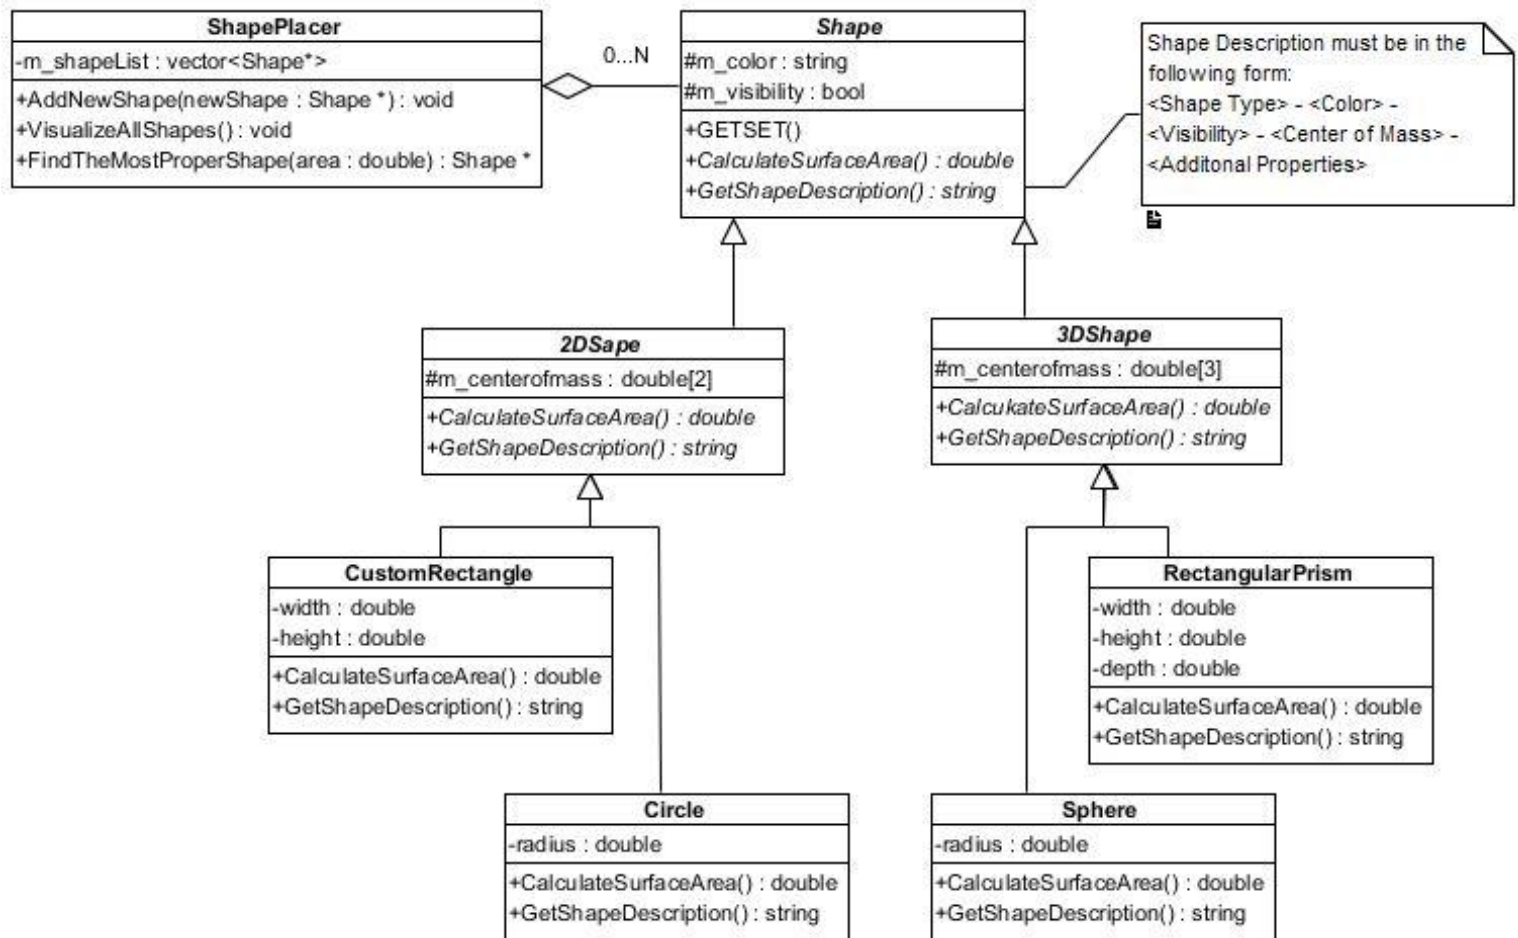 ShapePlacer
-m_shapeList : vector<Shape*>
+AddNewShape(newShape : Shape *) : void
+VisualizeAllShapes() : void
+FindTheMostProperShape(area : double) : Shape *
0...N
Shape
#m_color : string
#m_visibility : bool
+GETSET()
+CalculateSurfaceArea() : double
+GetShapeDescription() : string
Shape Description must be in the
following form:
<Shape Type> - <Color> -
<Visibility> - <Center of Mass> -
<Additonal Properties>
2DSape
#m_centerofmass : double[2]
+CalculateSurfaceArea() : double
+GetShapeDescription() : string
3DShape
#m_centerofmass : double[3]
+CalcukateSurfaceArea() : double
+GetShapeDescription() : string
CustomRectangle
-width : double
-height : double
+CalculateSurfaceArea() : double
+GetShapeDescription() : string
RectangularPrism
-width : double
-height : double
-depth : double
+CalculateSurfaceArea() : double
+GetShapeDescription() : string
Circle
-radius : double
+CalculateSurfaceArea() : double
+GetShapeDescription() : string
Sphere
-radius : double
+CalculateSurfaceArea() : double
+GetShapeDescription() : string